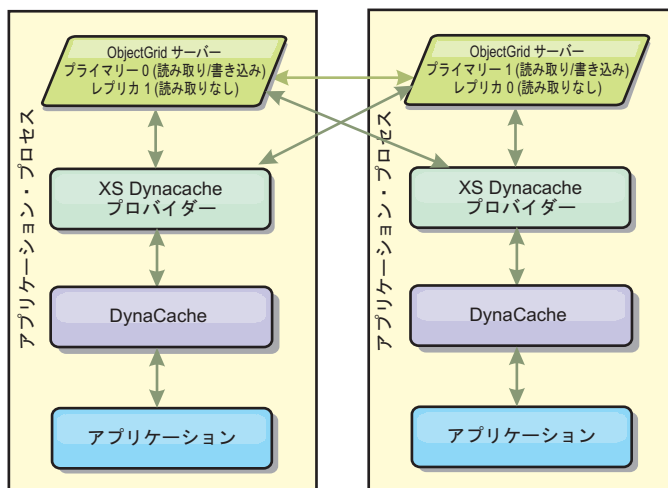 アプリケーション・プロセス
ObjectGrid サーバー
プライマリー 0 (読み取り/書き込み)
レプリカ 1 (読み取りなし)
XS Dynacache
プロバイダー
DynaCache
アプリケーション
アプリケーション・プロセス
ObjectGrid サーバー
プライマリー 1 (読み取り/書き込み)
レプリカ 0 (読み取りなし)
XS Dynacache
プロバイダー
DynaCache
アプリケーション